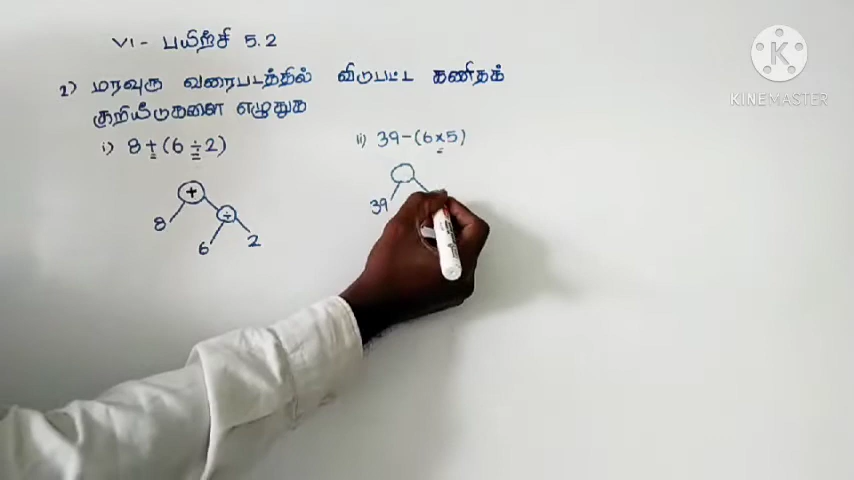 VI - பயிற்சி 5.2
2) மரவுரு வரைபடத்தில் விடுபட்ட கணிதக்
குறியீடுகளை எழுதுக
i) 8 + (6 ÷ 2)
ii) 39 - (6 × 5)
+
8
÷
6
2
39
K
KINEMASTER